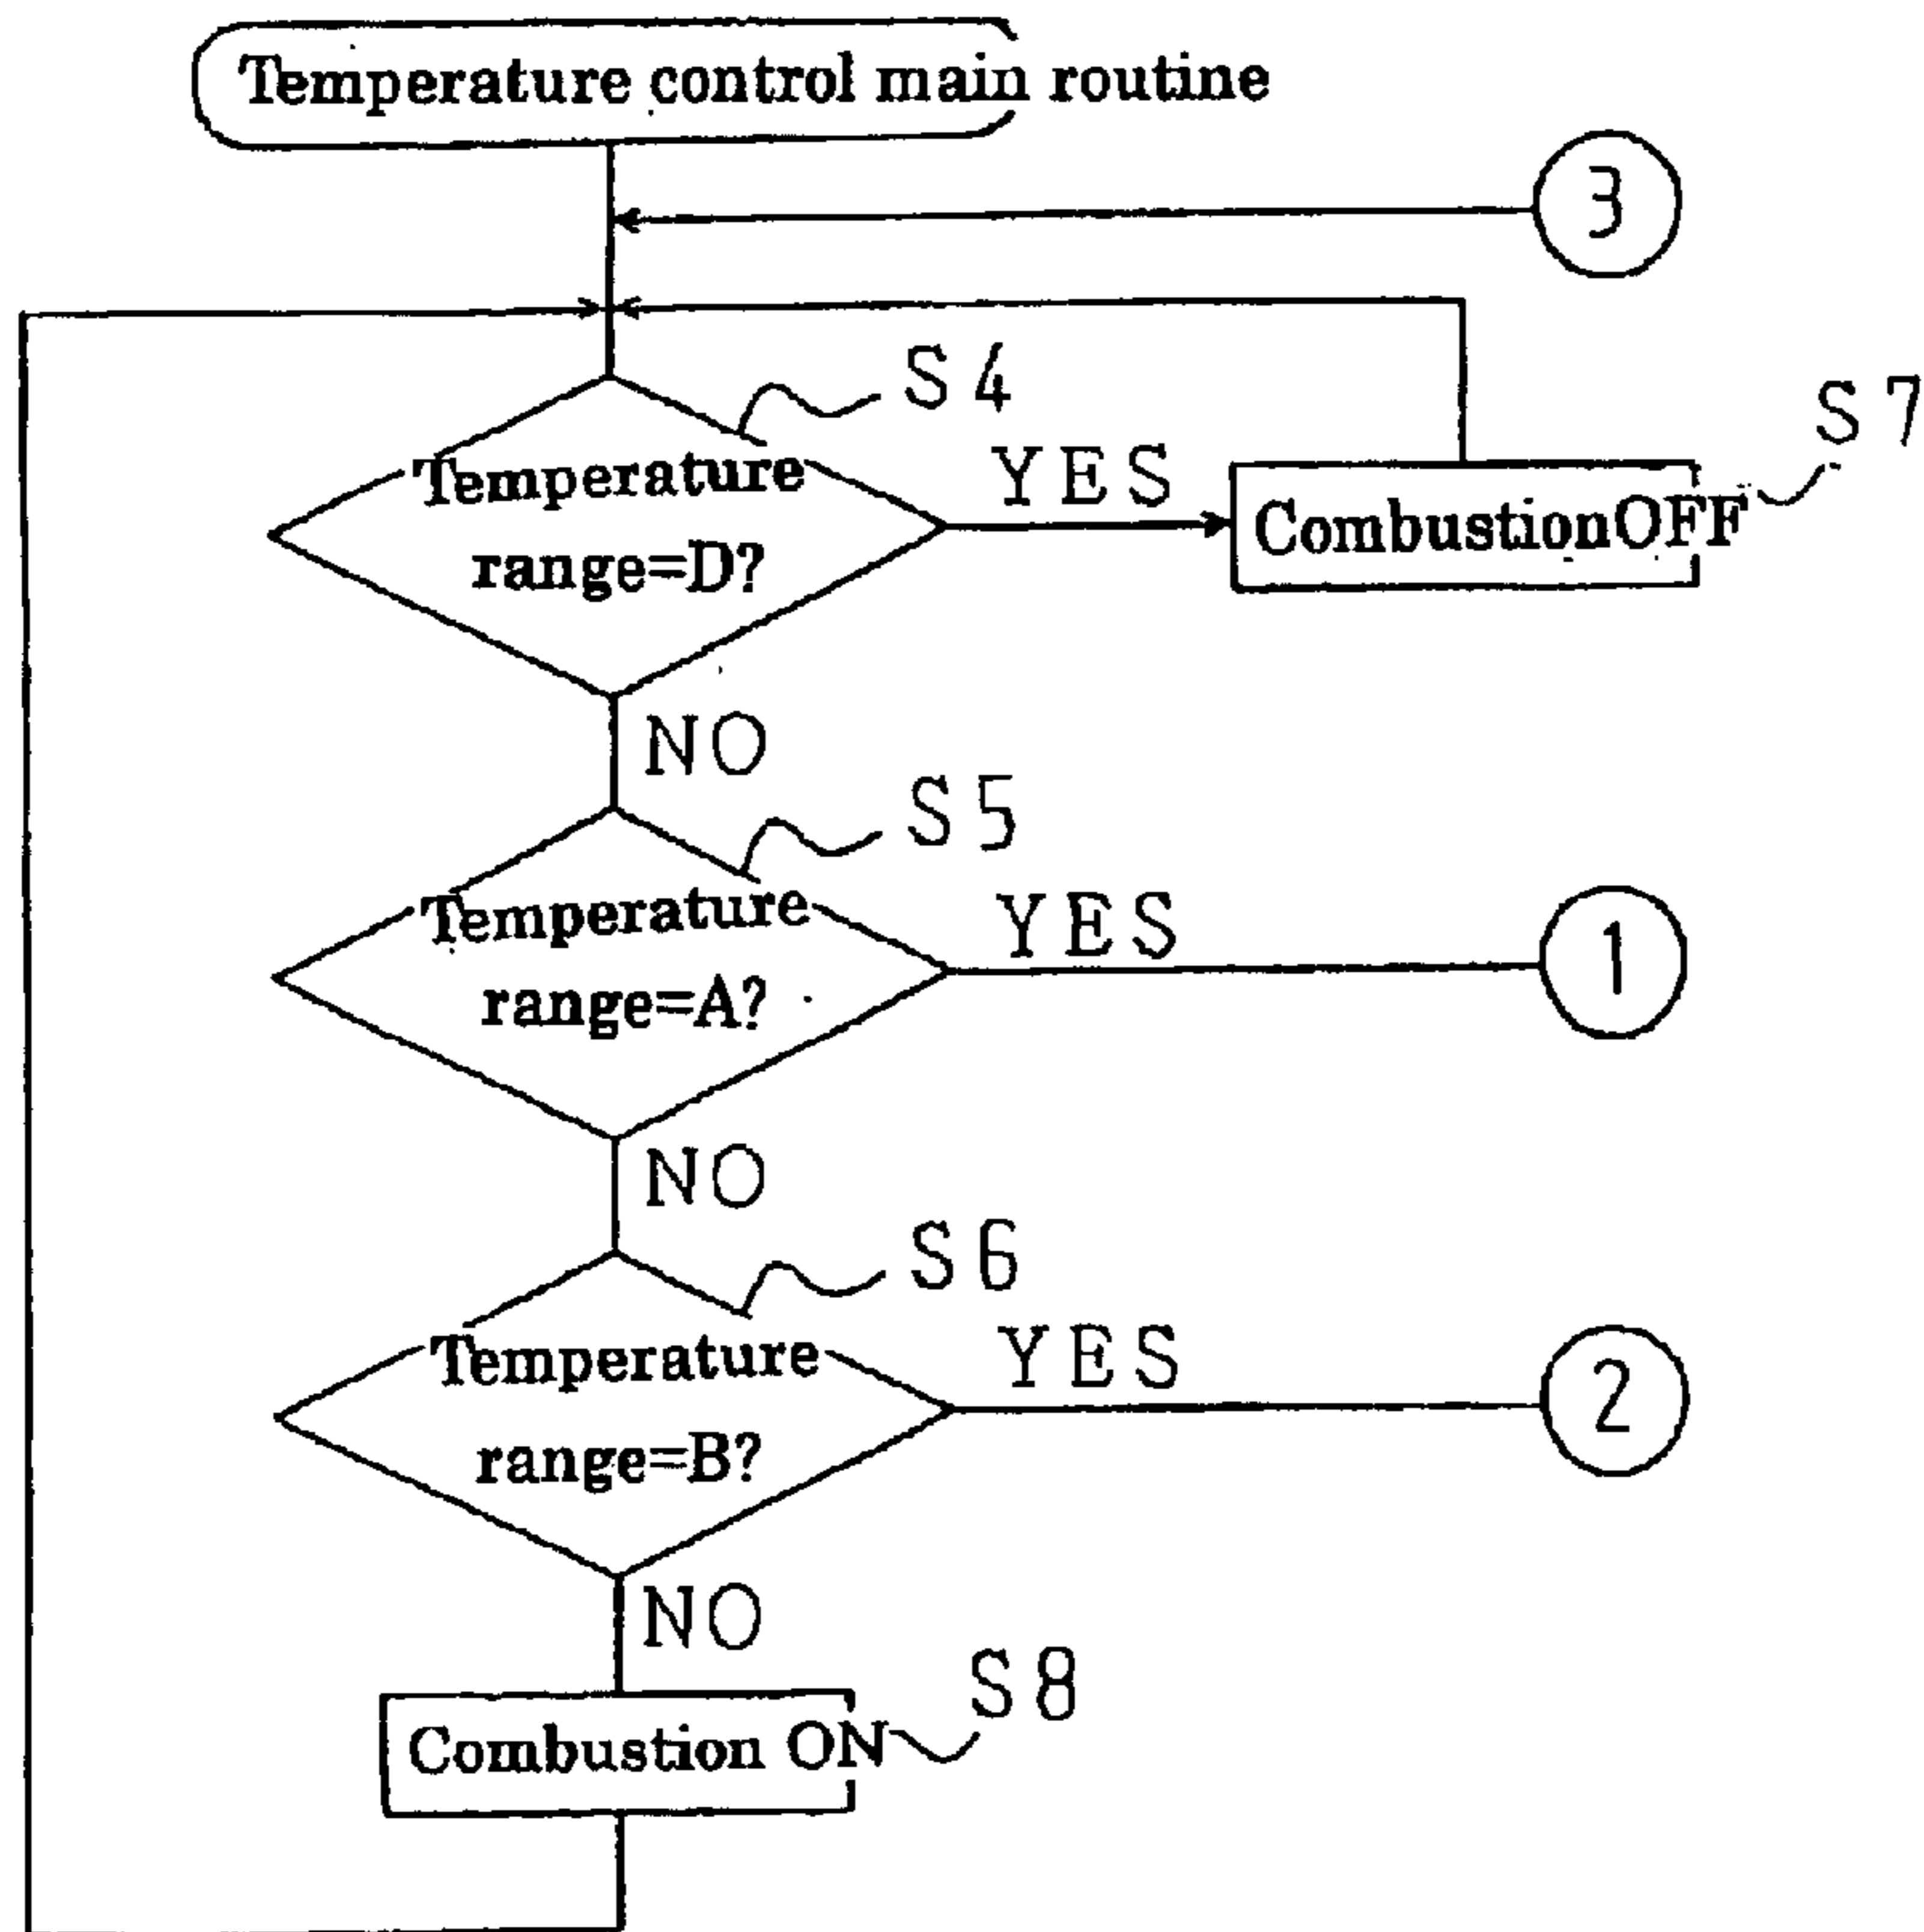 Temperature control main routine
3
S4
S7
Temperature
range=D?
YES
CombustionOFF
NO
S5
Temperature
range=A?
YES
1
NO
S6
Temperature
range=B?
YES
2
NO
S8
Combustion ON